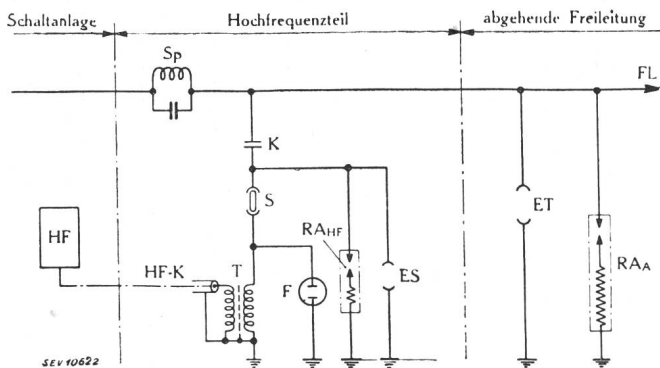 Schaltanlage
Hochfrequenzteil
abgehende Freileitung
Sp
FL
K
S
ET
HF
HF-K
T
F
RAHF
ES
RAA
SEV 10622